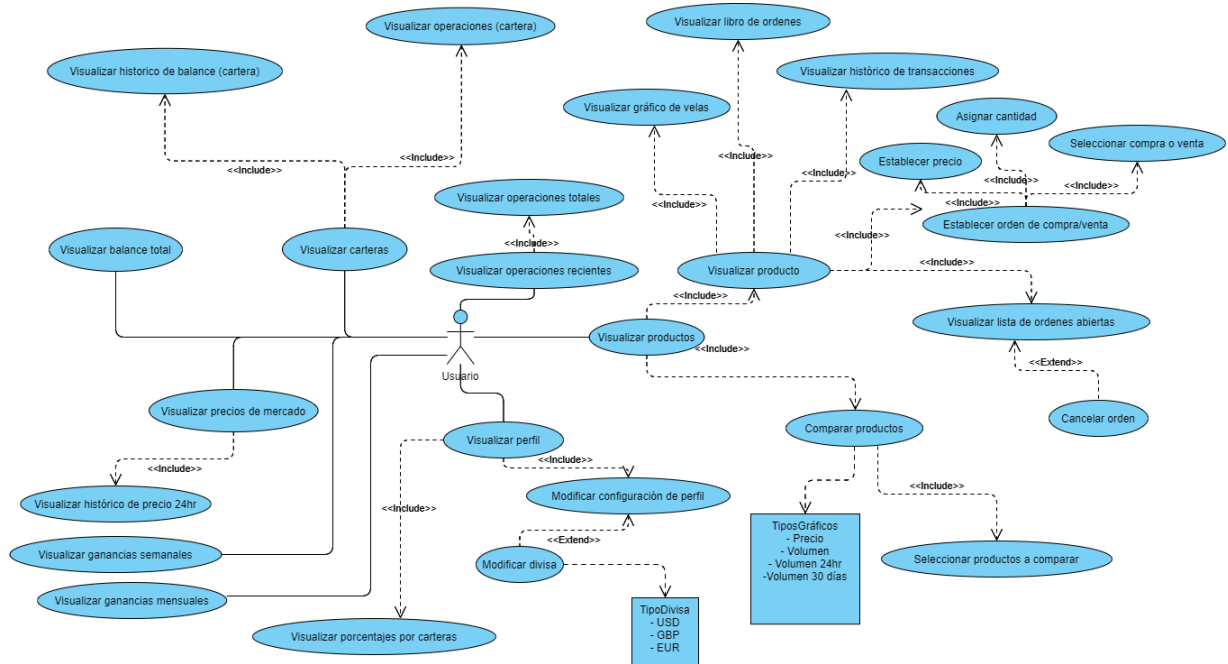 Visualizar operaciones (cartera)
Visualizar libro de ordenes
Visualizar historico de balance (cartera)
Visualizar histórico de transacciones
Visualizar gráfico de velas
Asignar cantidad
Seleccionar compra o venta
Establecer precio
<<Include>>
<<Include>>
<<Include>>
<<Include>>
<<Include>>
<<Include>>
<<Include>>
<<Include>>
<<Include>>
Visualizar operaciones totales
Establecer orden de compra/venta
Visualizar balance total
Visualizar carteras
<<Include>>
<<Include>>
Visualizar operaciones recientes
Visualizar producto
<<Include>>
<<Include>>
Visualizar lista de ordenes abiertas
Visualizar productos
<<Include>>
<<Extend>>
Usuario
Visualizar precios de mercado
Cancelar orden
Visualizar perfil
Comparar productos
<<Include>>
<<Include>>
Visualizar histórico de precio 24hr
Modificar configuración de perfil
<<Include>>
<<Include>>
TiposGráficos
- Precio
- Volumen
- Volumen 24hr
-Volumen 30 días
<<Extend>>
Visualizar ganancias semanales
Modificar divisa
Seleccionar productos a comparar
Visualizar ganancias mensuales
TipoDivisa
- USD
- GBP
- EUR
Visualizar porcentajes por carteras